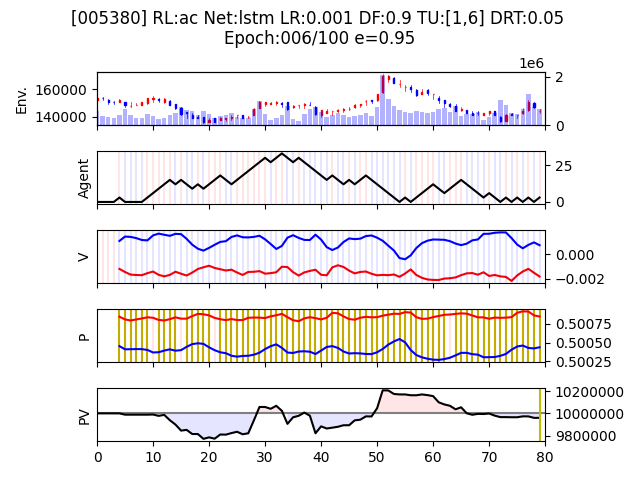 [005380] RL:ac Net:lstm LR:0.001 DF:0.9 TU:[1,6] DRT:0.05
Epoch:006/100 e=0.95
1e6
Env.
160000
140000
2
0
Agent
25
0
V
0.000
−0.002
P
0.50075
0.50050
0.50025
PV
10200000
10000000
9800000
0 10 20 30 40 50 60 70 80